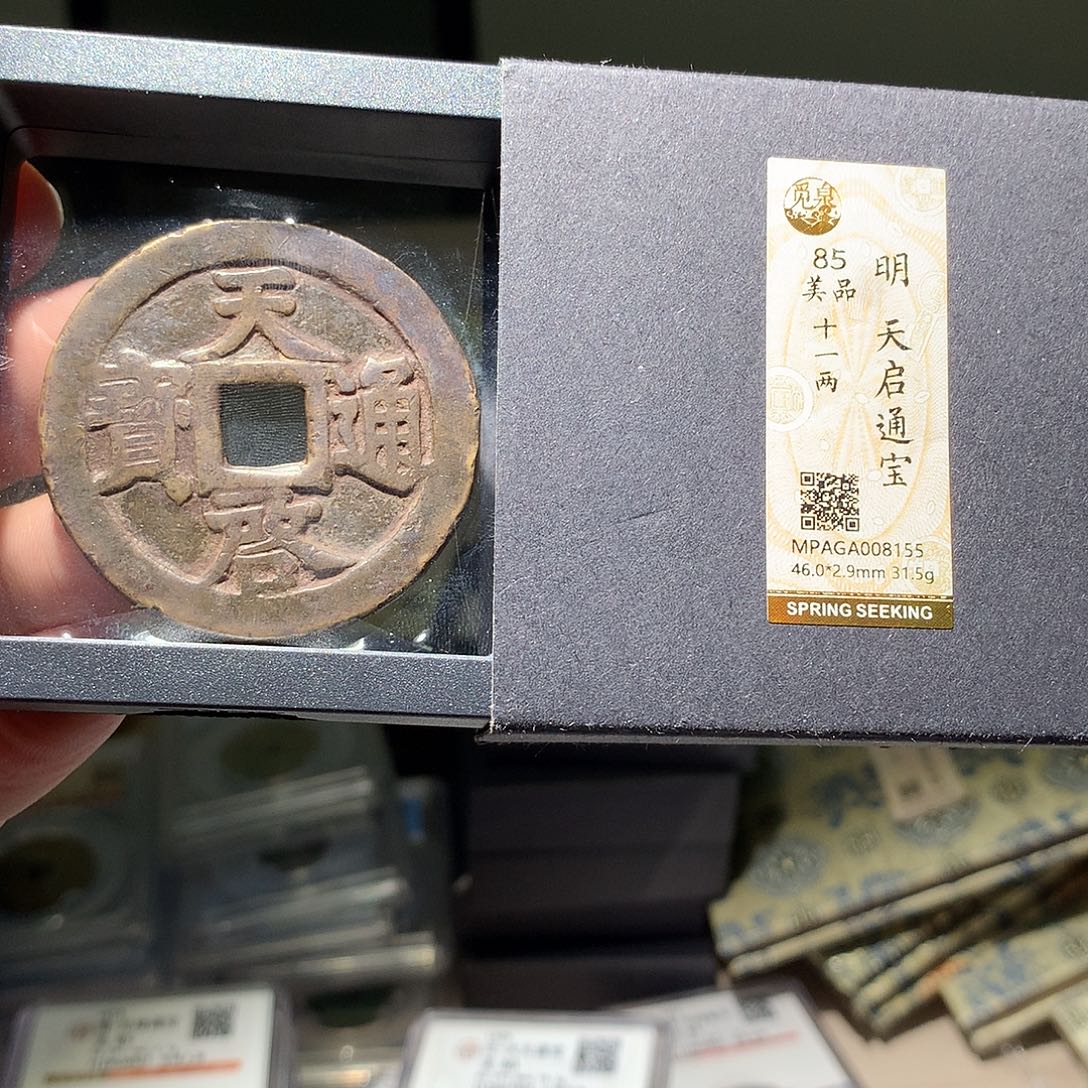 天启通寶
觅泉
85
美品
十一两
明 天启通宝
MPAGA008155
46.0*2.9mm 31.5g
SPRING SEEKING